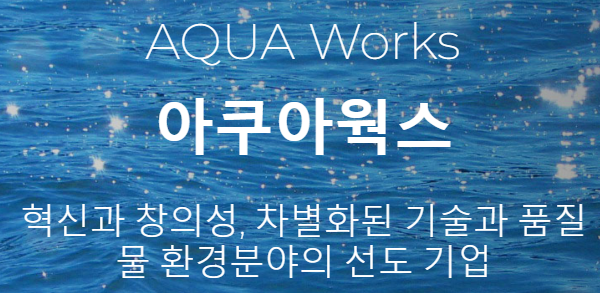 AQUA Works
아쿠아웍스
혁신과 창의성, 차별화된 기술과 품질
물 환경분야의 선도 기업